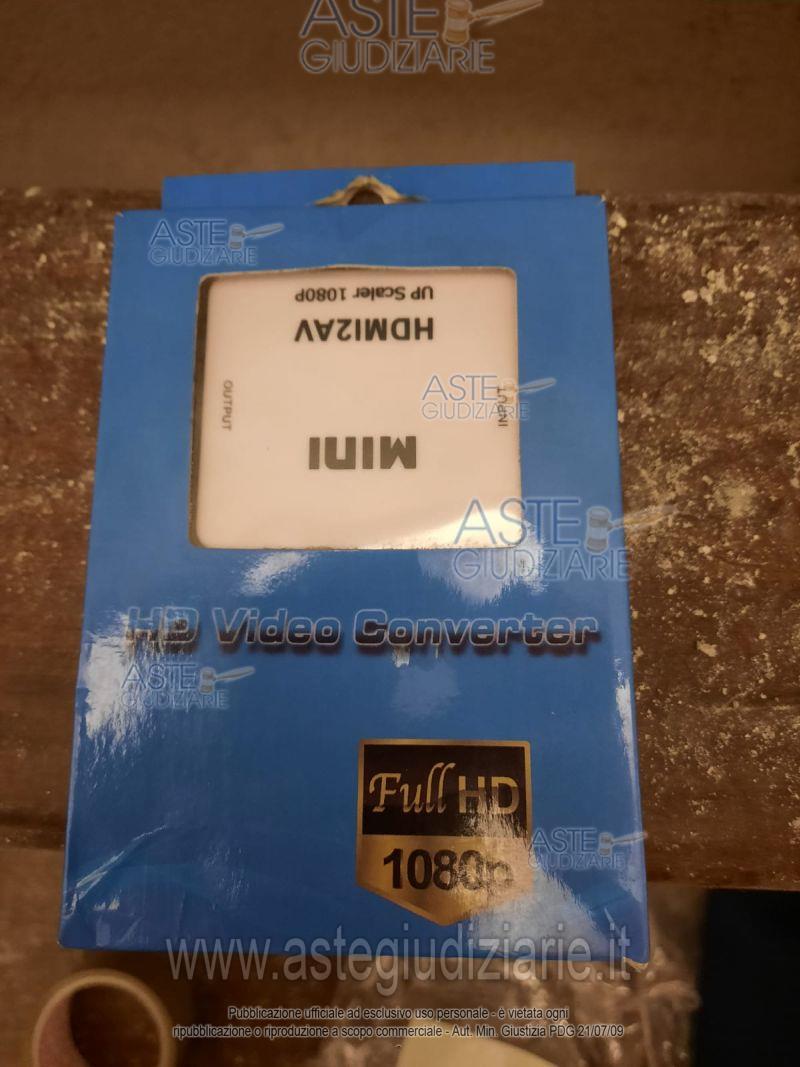 ASTE
GIUDIZIARIE
ASTE
GIUDIZIARIE
UP Scaler 1080P
HDMI2AV
OUTPUT
INPUT
ASTE
GIUDIZIARIE
MINI
ASTE
GIUDIZIARIE
HD Video Converter
ASTE
GIUDIZIARIE
Full HD
1080p
ASTE
GIUDIZIARIE
www.astegiudiziarie.it
Pubblicazione ufficiale ad esclusivo uso personale - è vietata ogni
ripubblicazione o riproduzione a scopo commerciale - Aut. Min. Giustizia PDG 21/07/09